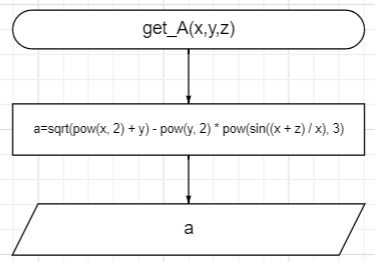 get_A(x,y,z)
a=sqrt(pow(x, 2) + y) - pow(y, 2) * pow(sin((x + z) / x), 3)
a